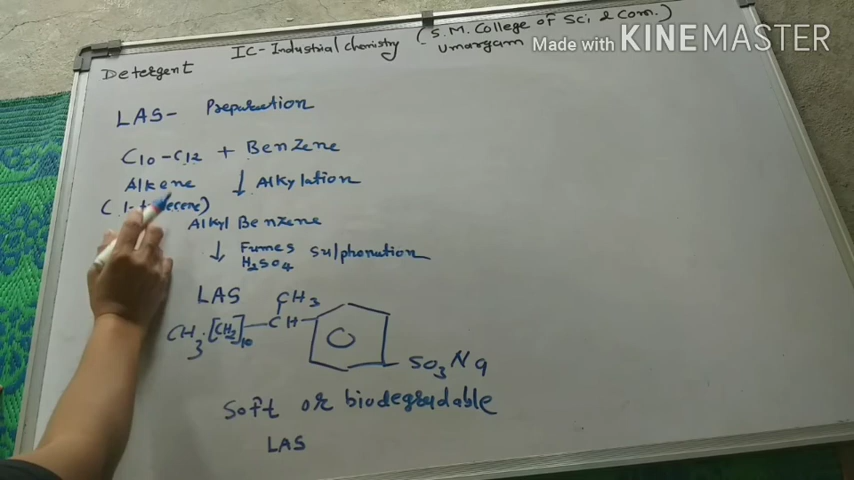 IC-Industrial chemistry (S.M. College of Sci & Com.)
Umargam
Made with KINEMASTER
Detergent
LAS- Preparation
C10-C12 + Benzene
Alkene ↓ Alkylation
Alkyl Benzene
↓ Fumes sulphonation
H2SO4
LAS CH3
CH3.[CH2]10-CH
SO3Na
Soft or biodegradable
LAS